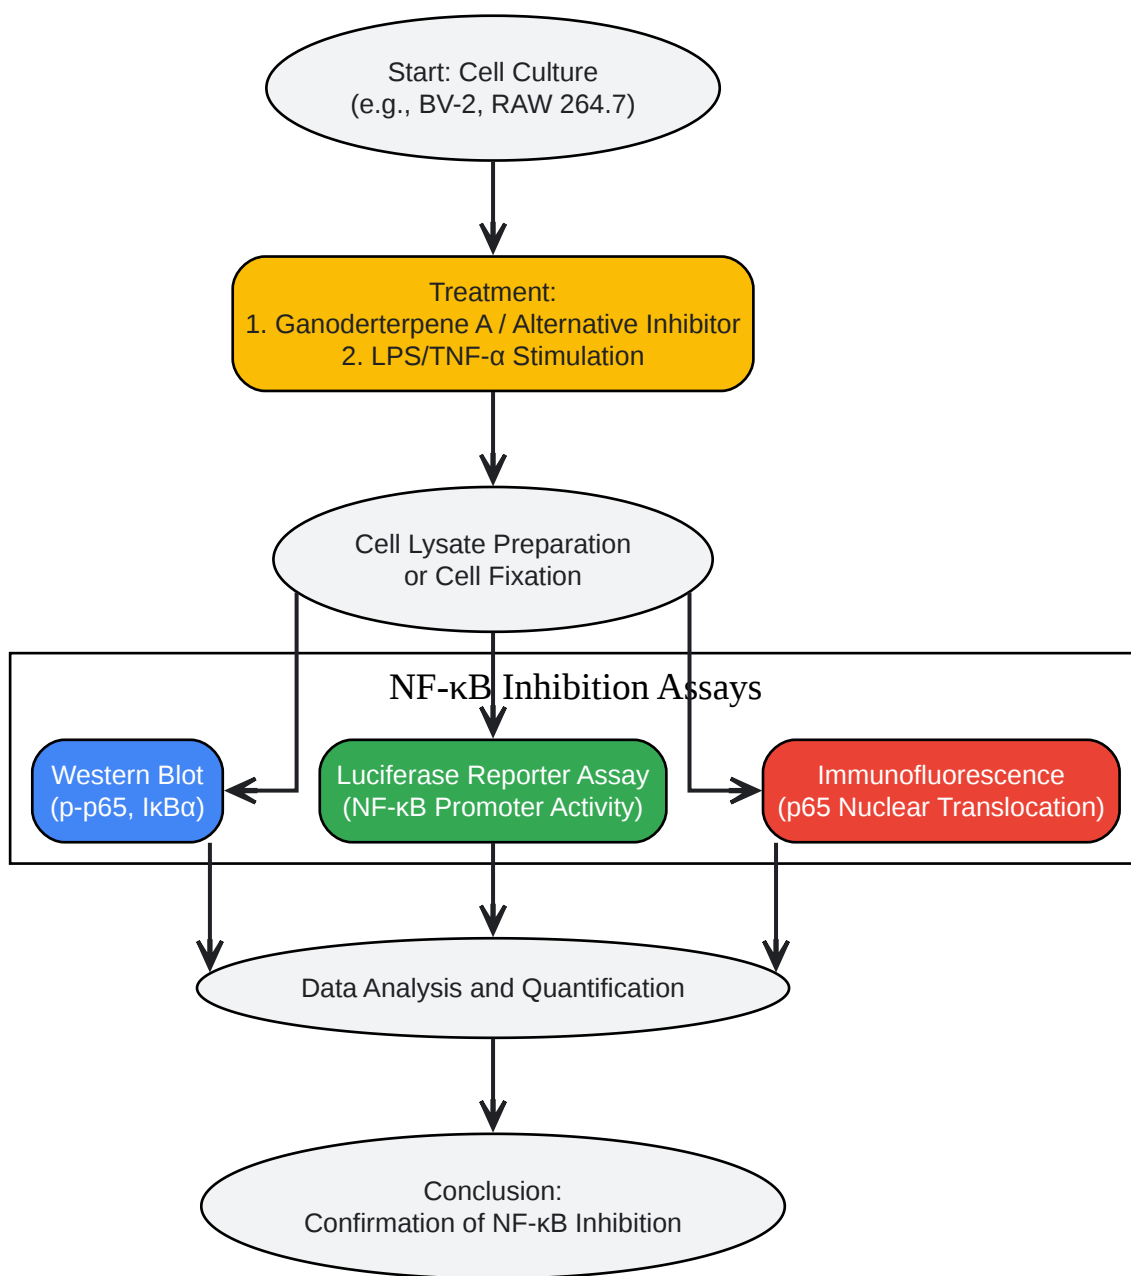 Start: Cell Culture
(e.g., BV-2, RAW 264.7)
Treatment:
1. Ganoderterpene A / Alternative Inhibitor
2. LPS/TNF-α Stimulation
Cell Lysate Preparation
or Cell Fixation
NF-κB Inhibition Assays
Western Blot
(p-p65, IκBα)
Luciferase Reporter Assay
(NF-κB Promoter Activity)
Immunofluorescence
(p65 Nuclear Translocation)
Data Analysis and Quantification
Conclusion:
Confirmation of NF-κB Inhibition